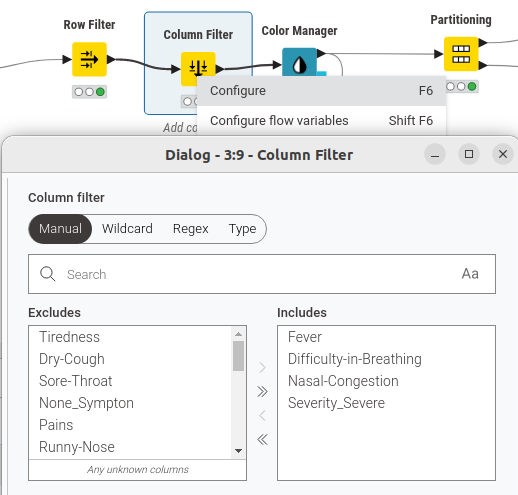 Row Filter
Column Filter
Color Manager
Partitioning
Configure F6
Configure flow variables Shift F6
Add co
Dialog - 3:9 - Column Filter
Column filter
Manual Wildcard Regex Type
Search Aa
Excludes
Includes
Tiredness
Dry-Cough
Sore-Throat
None_Sympton
Pains
Runny-Nose
Any unknown columns
Fever
Difficulty-in-Breathing
Nasal-Congestion
Severity_Severe